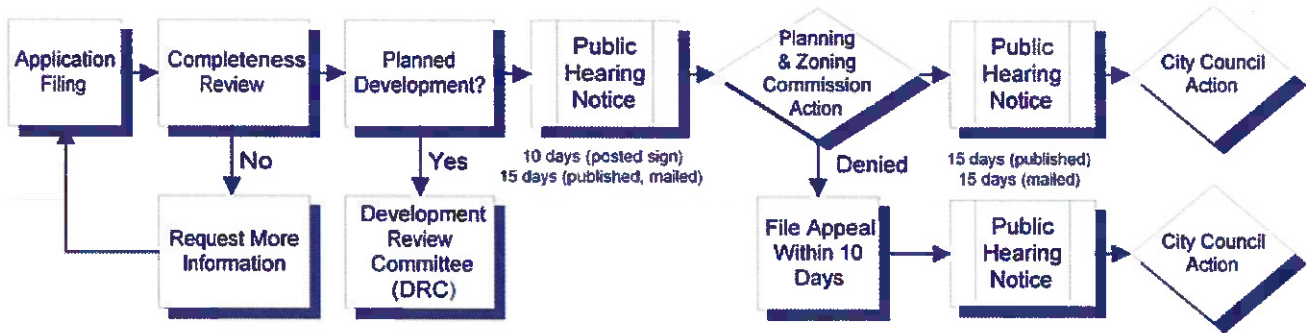 Application
Filing
Completeness
Review
Planned
Development?
Public
Hearing
Notice
Planning
& Zoning
Commission
Action
Public
Hearing
Notice
City Council
Action
No
Yes
10 days (posted sign)
15 days (published, mailed)
Denied
15 days (published)
15 days (mailed)
Request More
Information
Development
Review
Committee
(DRC)
File Appeal
Within 10
Days
Public
Hearing
Notice
City Council
Action